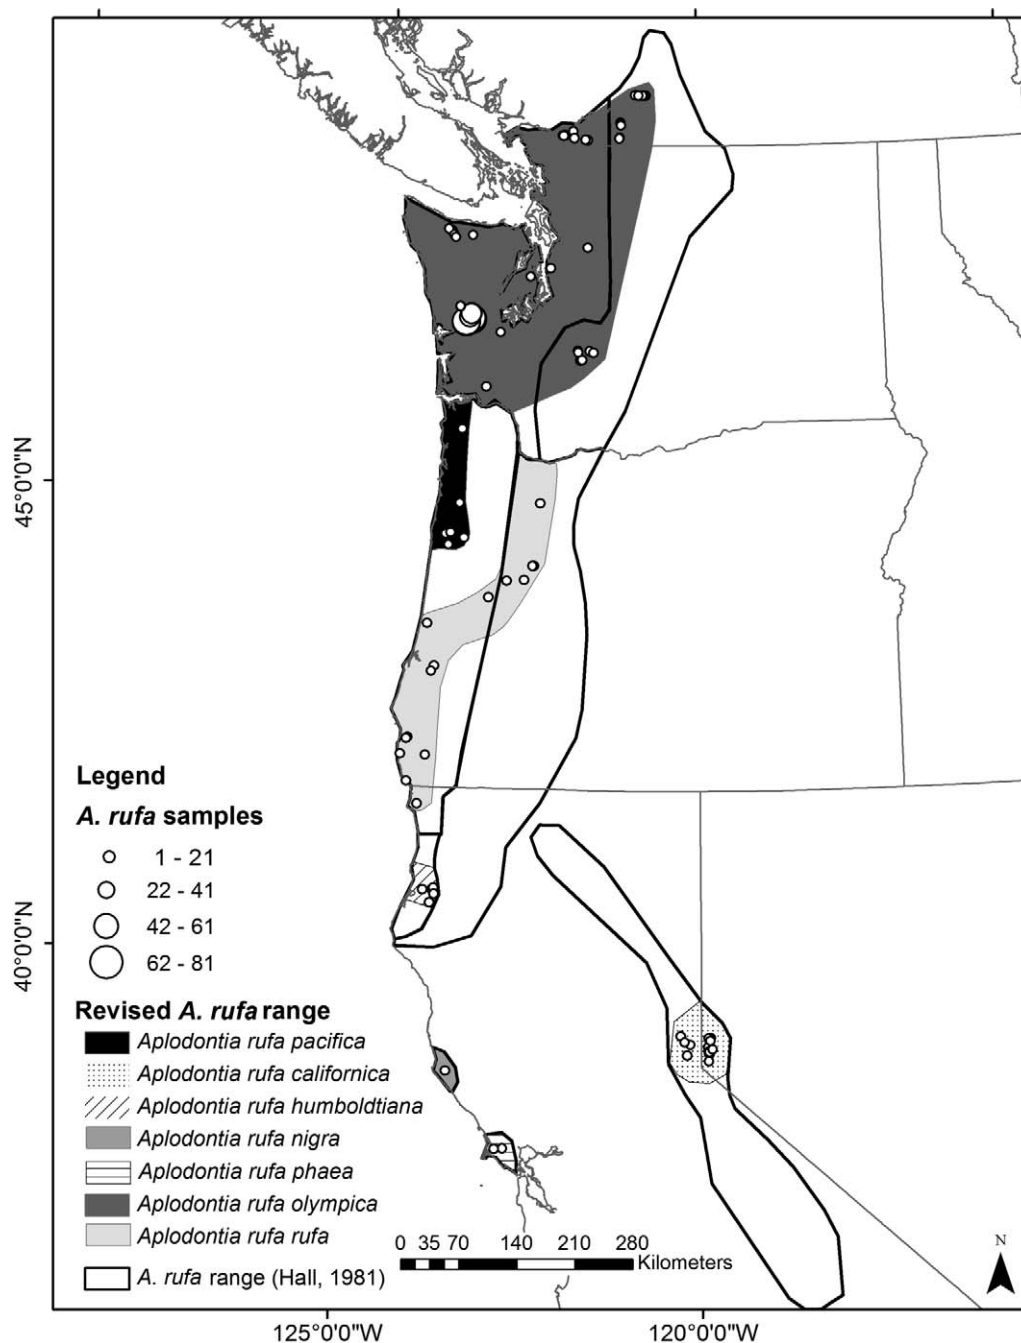 45°0'0"N
40°0'0"N
Legend
A. rufa samples
1 - 21
22 - 41
42 - 61
62 - 81
Revised A. rufa range
Aplodontia rufa pacifica
Aplodontia rufa californica
Aplodontia rufa humboldtiana
Aplodontia rufa nigra
Aplodontia rufa phaea
Aplodontia rufa olympica
Aplodontia rufa rufa
A. rufa range (Hall, 1981)
0 35 70 140 210 280
Kilometers
N
125°0'0"W 120°0'0"W